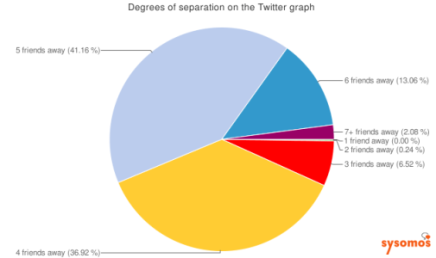 Degrees of separation on the Twitter graph
5 friends away (41.16 %)
6 friends away (13.06 %)
7+ friends away (2.08 %)
1 friend away (0.00 %)
2 friends away (0.24 %)
3 friends away (6.52 %)
4 friends away (36.92 %)
sysomos